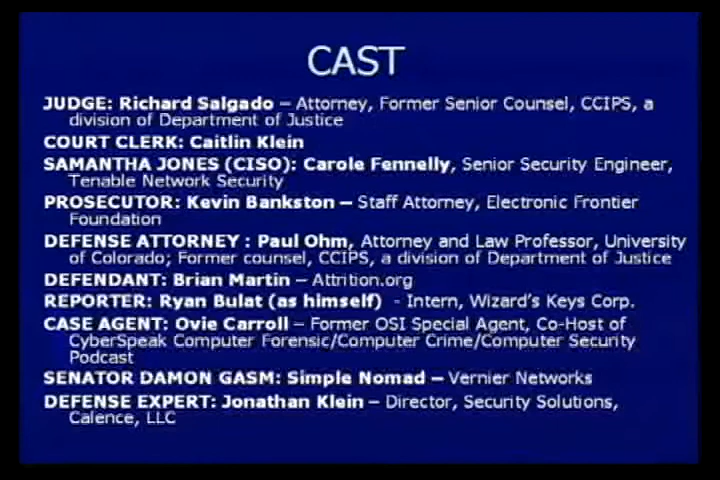 CAST
JUDGE: Richard Salgado – Attorney, Former Senior Counsel, CCIPS, a
division of Department of Justice
COURT CLERK: Caitlin Klein
SAMANTHA JONES (CISO): Carole Fennelly, Senior Security Engineer,
Tenable Network Security
PROSECUTOR: Kevin Bankston – Staff Attorney, Electronic Frontier
Foundation
DEFENSE ATTORNEY : Paul Ohm, Attorney and Law Professor, University
of Colorado; Former counsel, CCIPS, a division of Department of Justice
DEFENDANT: Brian Martin – Attrition.org
REPORTER: Ryan Bulat (as himself) - Intern, Wizard's Keys Corp.
CASE AGENT: Ovie Carroll – Former OSI Special Agent, Co-Host of
CyberSpeak Computer Forensic/Computer Crime/Computer Security
Podcast
SENATOR DAMON GASM: Simple Nomad – Vernier Networks
DEFENSE EXPERT: Jonathan Klein – Director, Security Solutions,
Calence, LLC